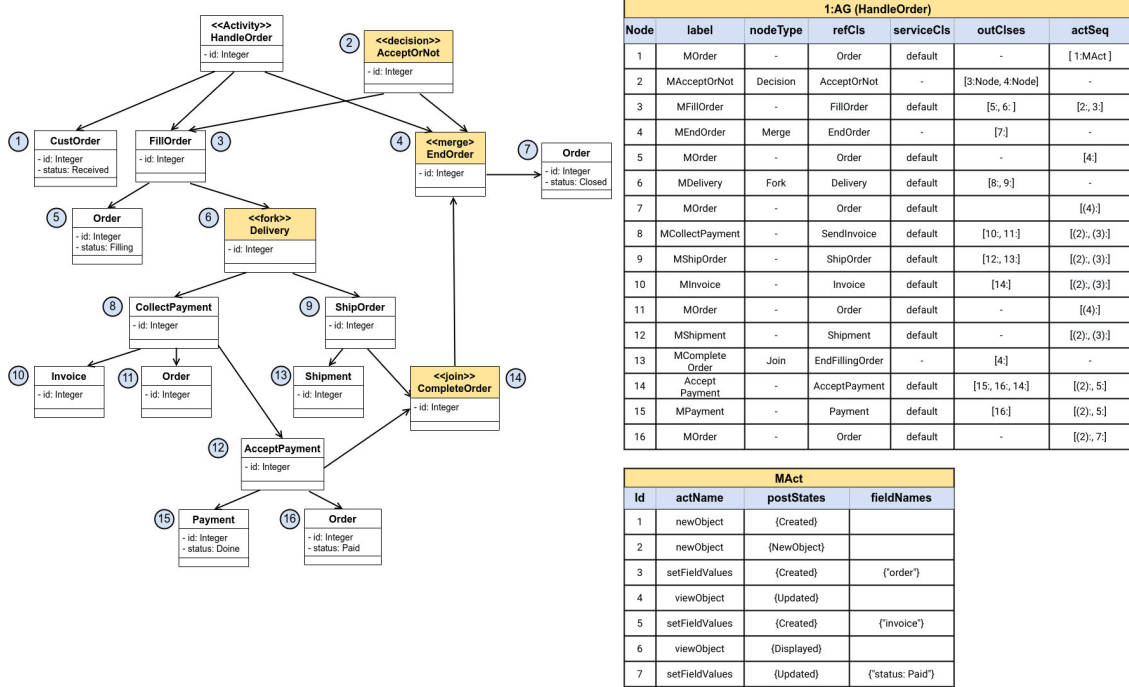 <<Activity>>
HandleOrder
- id: Integer
2
<<decision>>
AcceptOrNot
- id: Integer
1
CustOrder
- id: Integer
- status: Received
FillOrder
- id: Integer
3
4
<<merge>>
EndOrder
- id: Integer
7
Order
- id: Integer
- status: Closed
5
Order
- id: Integer
- status: Filling
6
<<fork>>
Delivery
- id: Integer
8
CollectPayment
- id: Integer
9
ShipOrder
- id: Integer
10
Invoice
- id: Integer
11
Order
- id: Integer
13
Shipment
- id: Integer
<<join>>
CompleteOrder
- id: Integer
14
12
AcceptPayment
- id: Integer
15
Payment
- id: Integer
- status: Doine
16
Order
- id: Integer
- status: Paid
1:AG (HandleOrder)
Node label nodeType refCls serviceCls outClses actSeq
1 MOrder - Order default - [ 1:MAct ]
2 MAcceptOrNot Decision AcceptOrNot - [3:Node, 4:Node] -
3 MFillOrder - FillOrder default [5:, 6: ] [2:, 3:]
4 MEndOrder Merge EndOrder - [7:]
5 MOrder - Order default - [4:]
6 MDelivery Fork Delivery default [8:, 9:] -
7 MOrder - Order default - [(4):]
8 MCollectPayment - SendInvoice default [10:, 11:] [(2):, (3):]
9 MShipOrder - ShipOrder default [12:, 13:] [(2):, (3):]
10 MInvoice - Invoice default [14:] [(2):, (3):]
11 MOrder - Order default - [(4):]
12 MShipment - Shipment default - [(2):, (3):]
13 MComplete Order Join EndFillingOrder - [4:] -
14 Accept Payment - AcceptPayment default [15:, 16:, 14:] [(2):, 5:]
15 MPayment - Payment default [16:] [(2):, 5:]
16 MOrder - Order default - [(2):, 7:]
MAct
Id actName postStates fieldNames
1 newObject {Created}
2 newObject {NewObject}
3 setFieldValues {Created} {"order"}
4 viewObject {Updated}
5 setFieldValues {Created} {"invoice"}
6 viewObject {Displayed}
7 setFieldValues {Updated} {"status: Paid"}